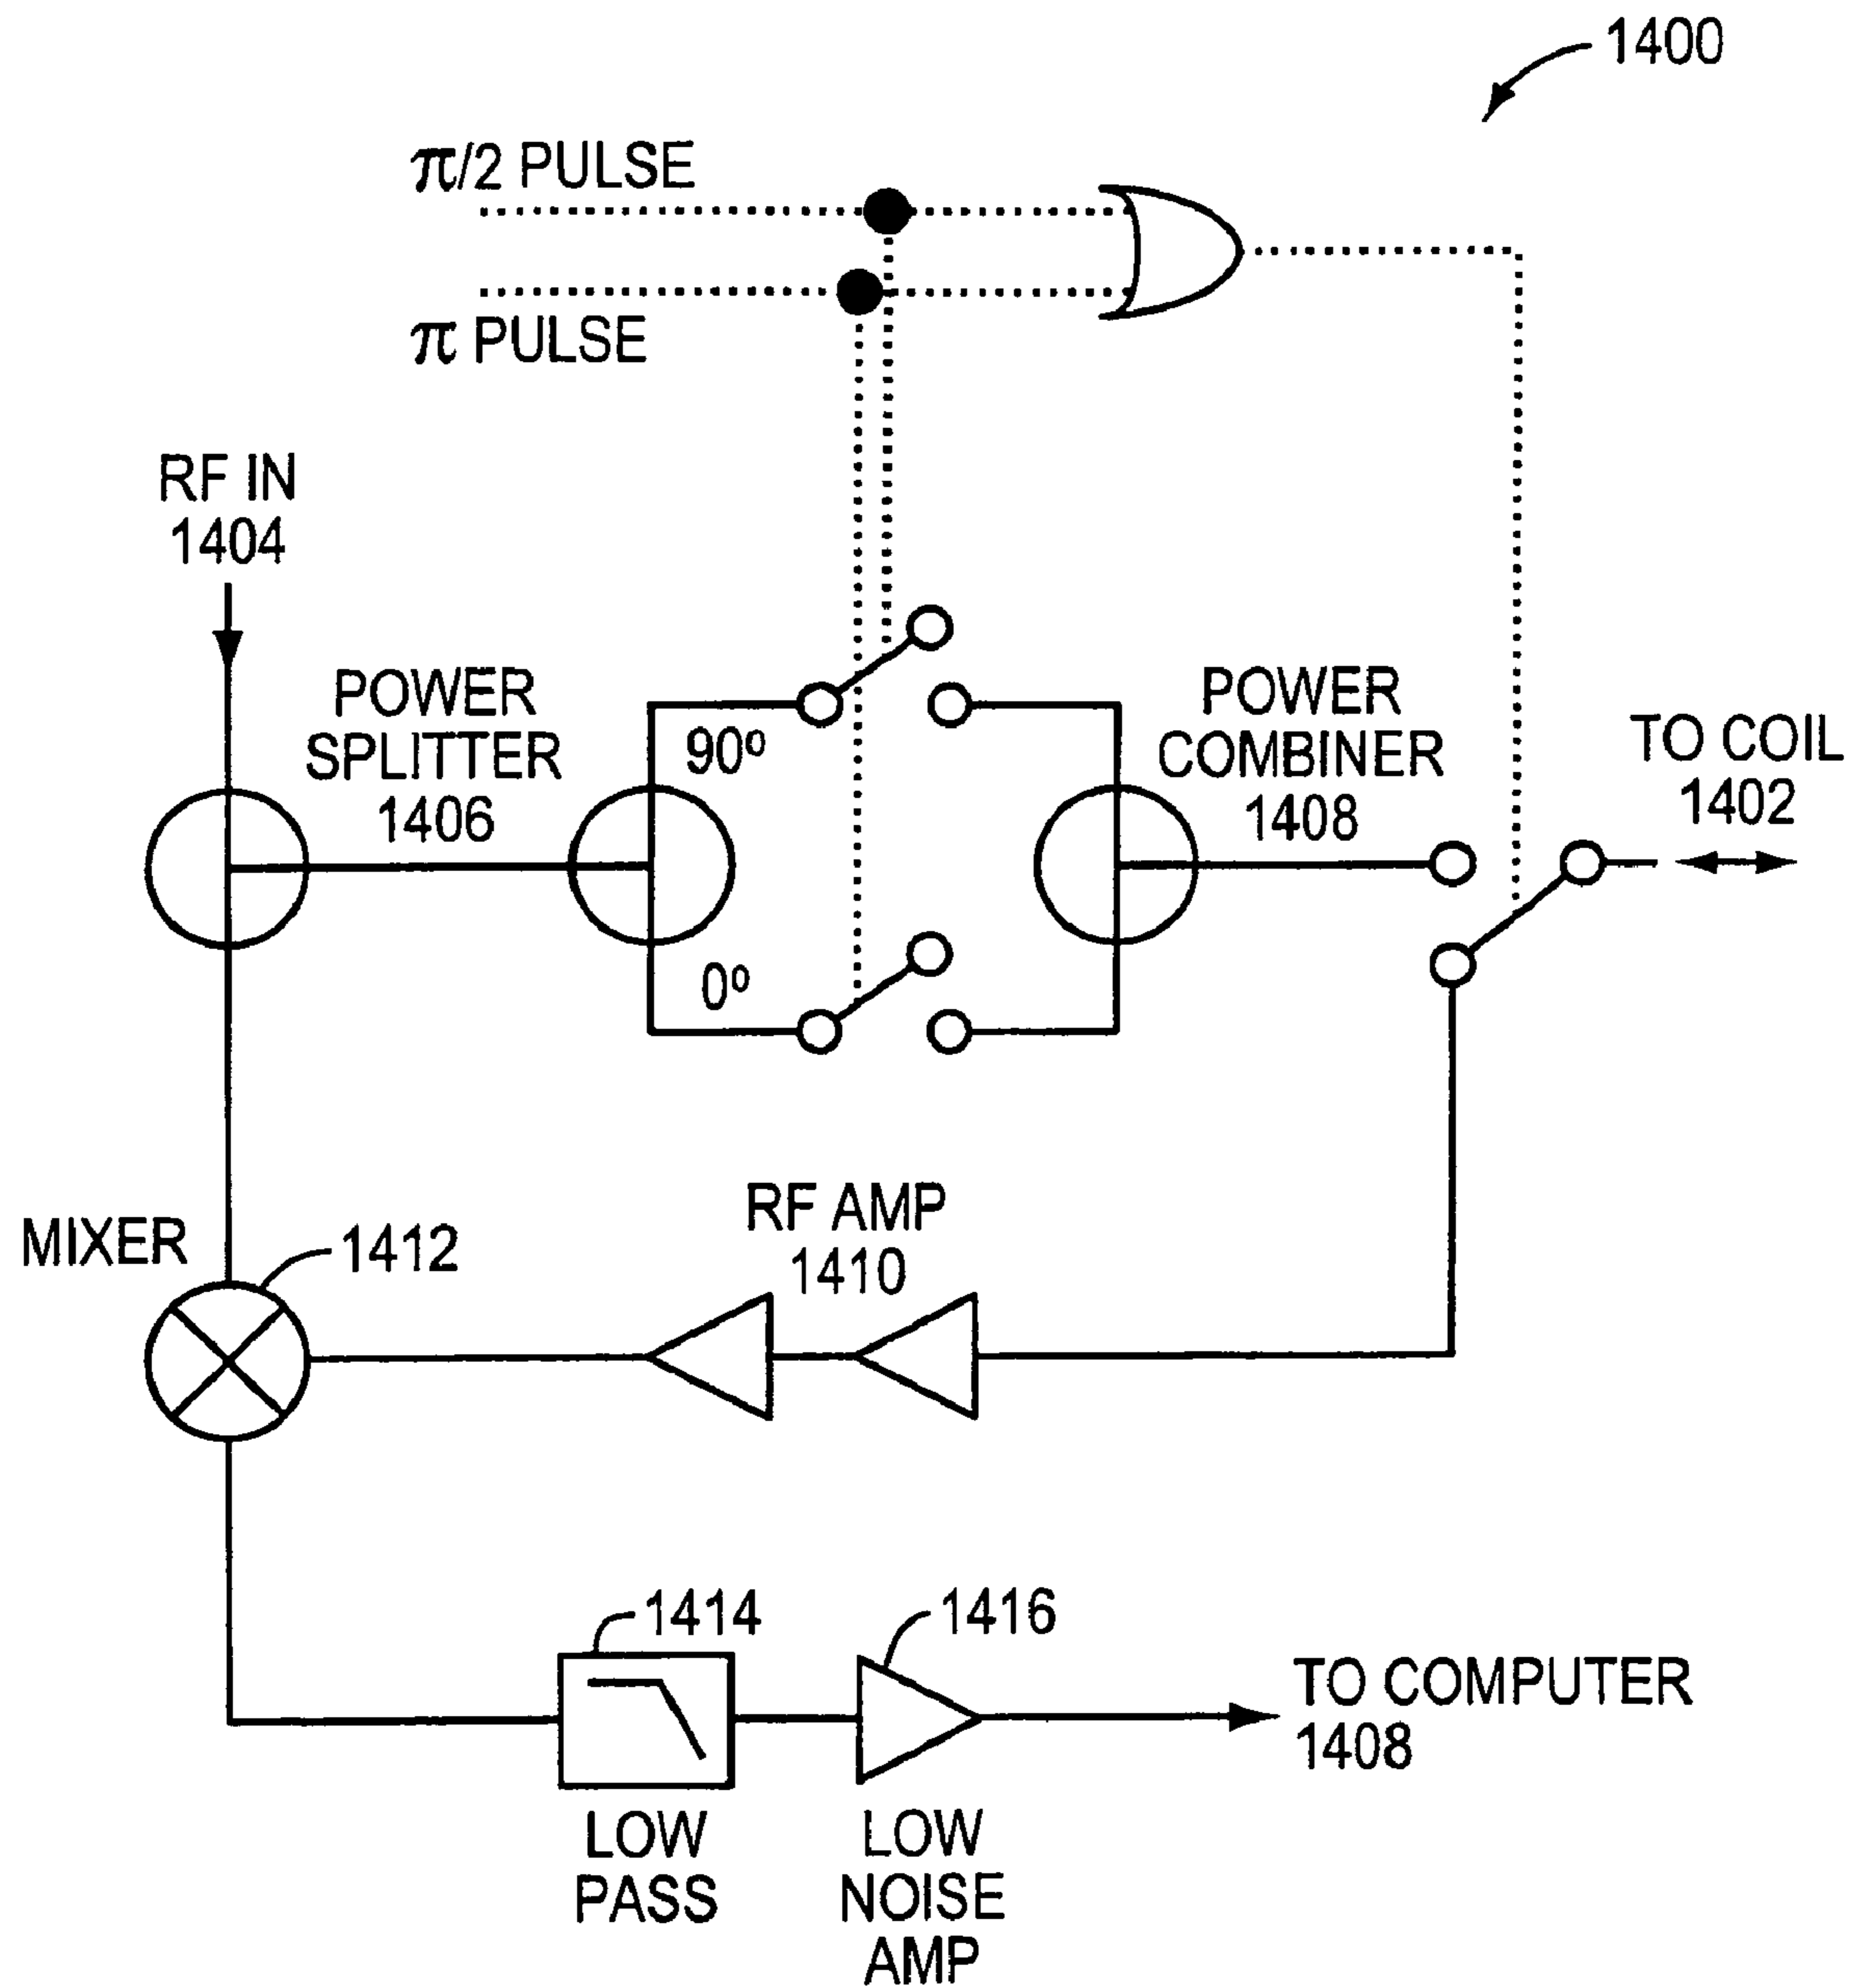 1400
π/2 PULSE
π PULSE
RF IN
1404
POWER
SPLITTER
1406
90°
0°
POWER
COMBINER
1408
TO COIL
1402
MIXER
1412
RF AMP
1410
1414
1416
LOW
PASS
LOW
NOISE
AMP
TO COMPUTER
1408